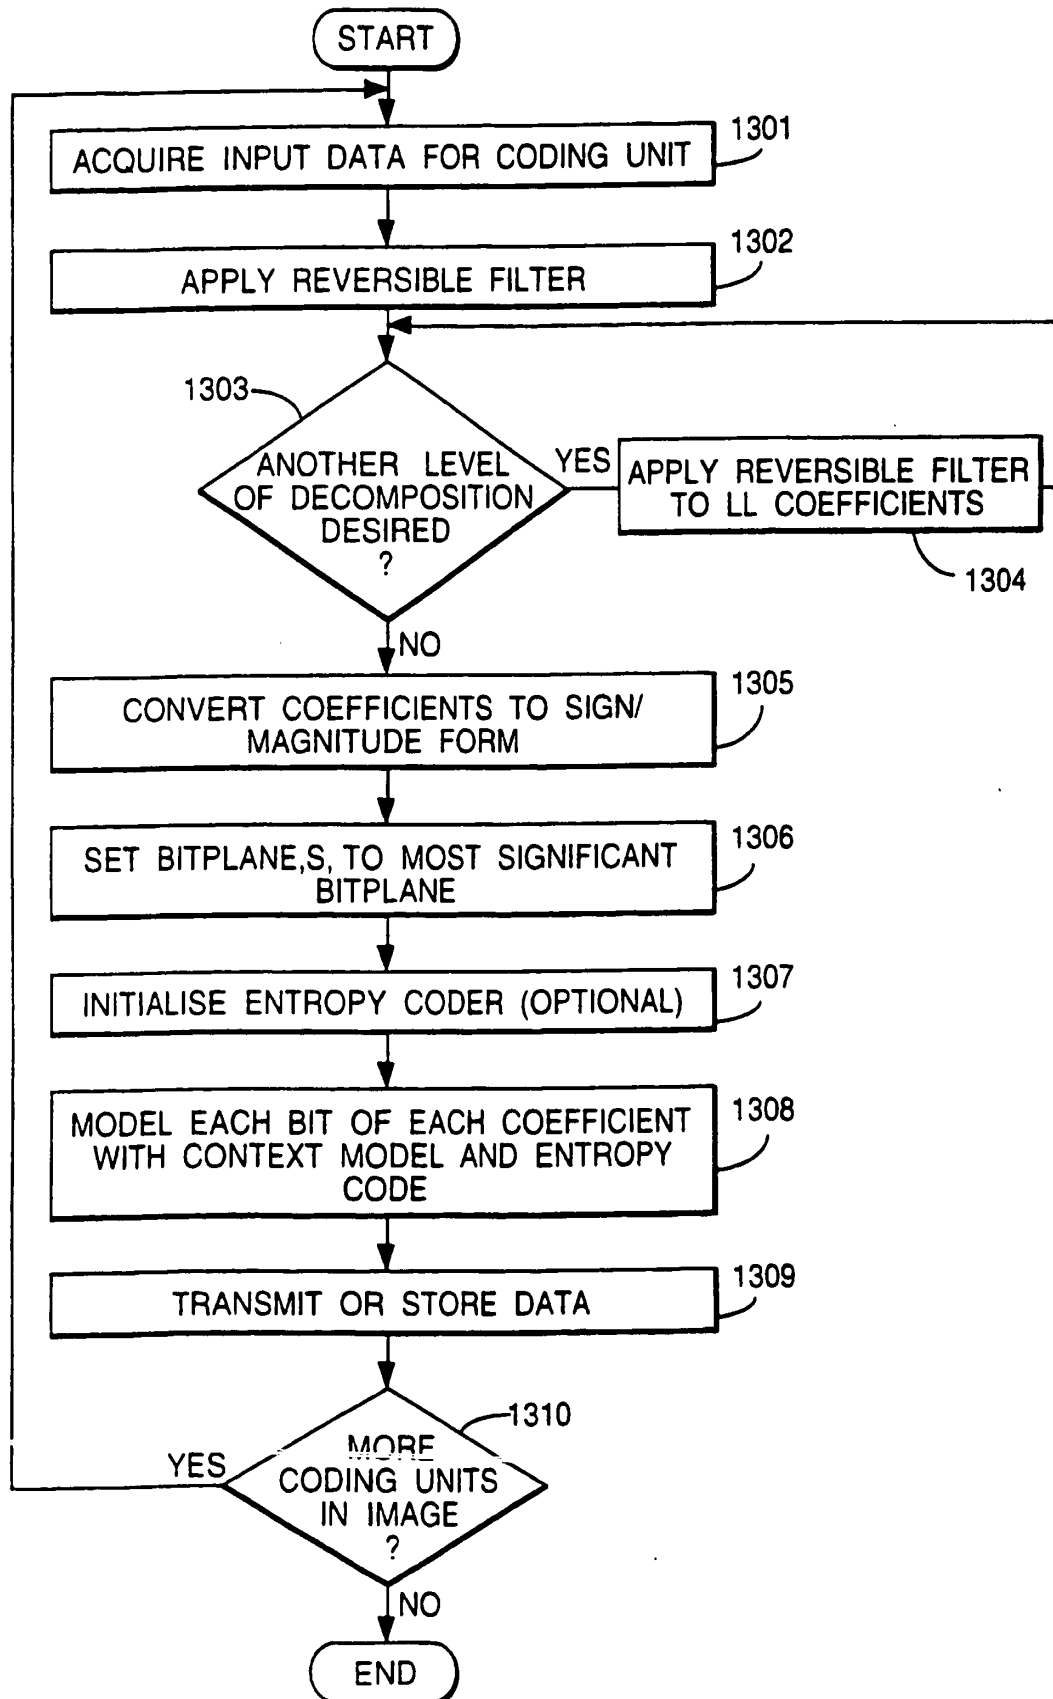 START
1301
ACQUIRE INPUT DATA FOR CODING UNIT
1302
APPLY REVERSIBLE FILTER
1303
ANOTHER LEVEL
OF DECOMPOSITION
DESIRED
?
YES
APPLY REVERSIBLE FILTER
TO LL COEFFICIENTS
1304
NO
1305
CONVERT COEFFICIENTS TO SIGN/
MAGNITUDE FORM
1306
SET BITPLANE,S, TO MOST SIGNIFICANT
BITPLANE
1307
INITIALISE ENTROPY CODER (OPTIONAL)
1308
MODEL EACH BIT OF EACH COEFFICIENT
WITH CONTEXT MODEL AND ENTROPY
CODE
1309
TRANSMIT OR STORE DATA
1310
YES
MORE
CODING UNITS
IN IMAGE
?
NO
END